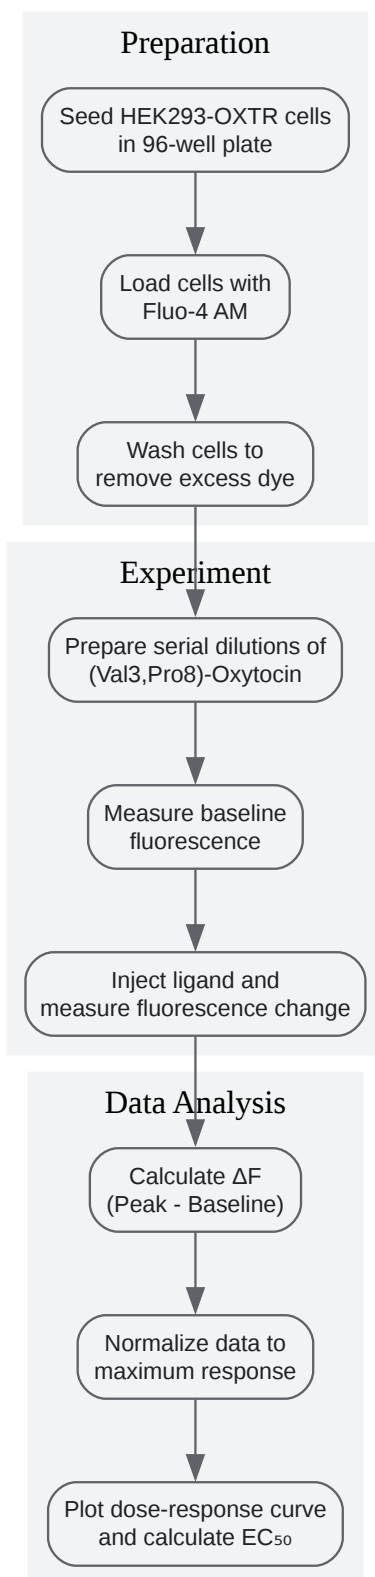 Preparation
Seed HEK293-OXTR cells
in 96-well plate
Load cells with
Fluo-4 AM
Wash cells to
remove excess dye
Experiment
Prepare serial dilutions of
(Val3,Pro8)-Oxytocin
Measure baseline
fluorescence
Inject ligand and
measure fluorescence change
Data Analysis
Calculate ΔF
(Peak - Baseline)
Normalize data to
maximum response
Plot dose-response curve
and calculate EC₅₀